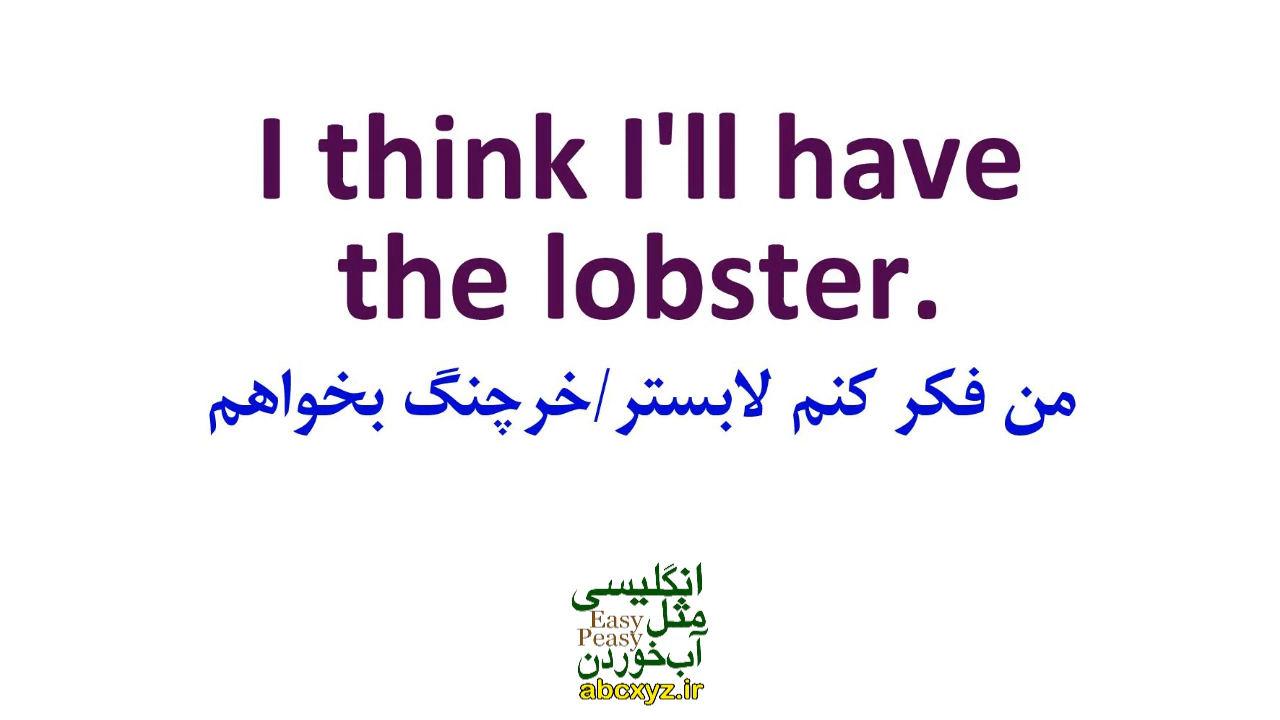 I think I'll have
the lobster.
من فکر کنم لابستر/خرچنگ بخواهم
انگلیسی
مثل
Easy
Peasy
آب‌خوردن
abcxyz.ir